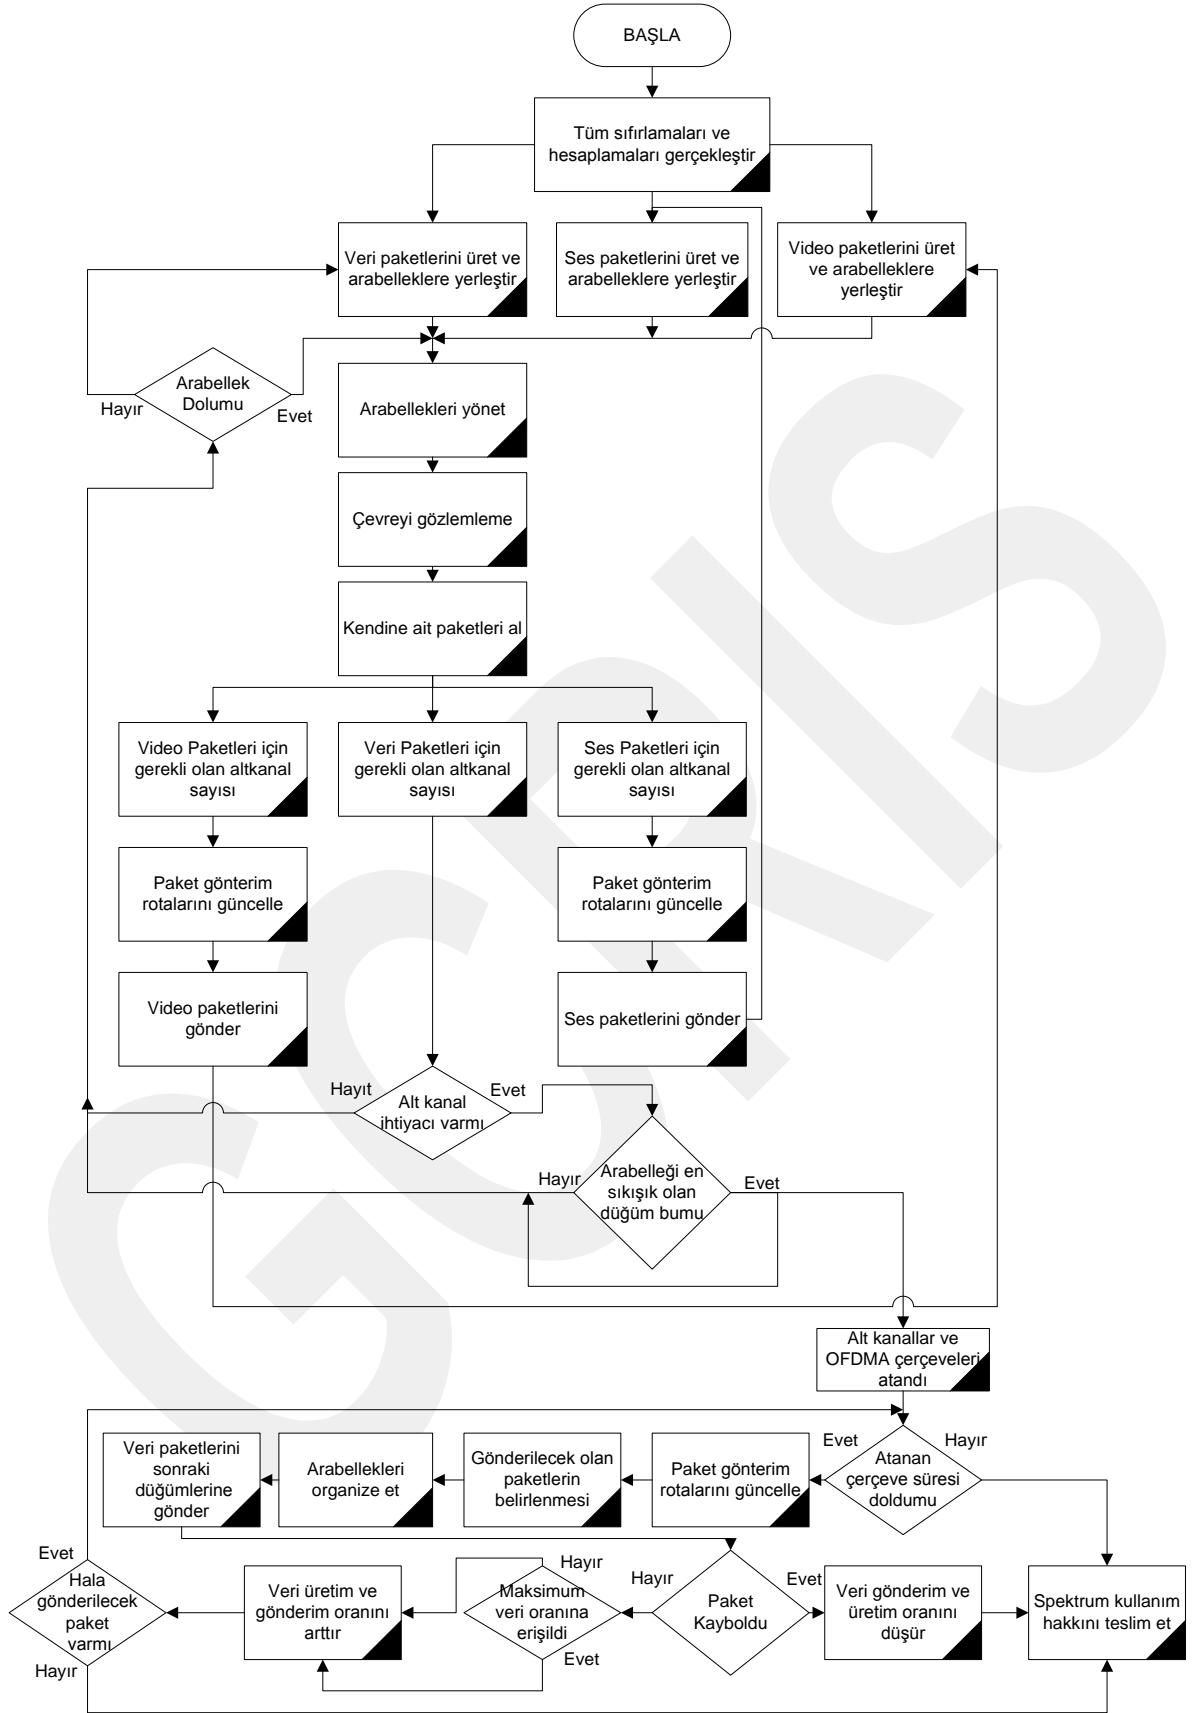 BAŞLA
Tüm sıfırlamaları ve
hesaplamaları gerçekleştir
Veri paketlerini üret ve
arabelleklere yerleştir
Ses paketlerini üret ve
arabelleklere yerleştir
Video paketlerini üret
ve arabelleklere
yerleştir
Arabellek
Dolumu
Hayır
Evet
Arabellekleri yönet
Çevreyi gözlemleme
Kendine ait paketleri al
Video Paketleri için
gerekli olan altkanal
sayısı
Veri Paketleri için
gerekli olan altkanal
sayısı
Ses Paketleri için
gerekli olan altkanal
sayısı
Paket gönterim
rotalarını güncelle
Paket gönterim
rotalarını güncelle
Video paketlerini
gönder
Ses paketlerini gönder
Hayıt
Evet
Alt kanal
ihtiyacı varmı
Hayır
Arabelleği en
sıkışık olan
düğüm bumu
Evet
Alt kanallar ve
OFDMA çerçeveleri
atandı
Evet
Hayır
Atanan
çerçeve süresi
doldumu
Veri paketlerini
sonraki
düğümlerine
gönder
Arabellekleri
organize et
Gönderilecek olan
paketlerin
belirlenmesi
Paket gönterim
rotalarını güncelle
Evet
Hala
gönderilecek
paket
varmı
Hayır
Veri üretim ve
gönderim oranını
arttır
Hayır
Maksimum
veri oranına
erişildi
Evet
Hayır
Paket
Kayboldu
Evet
Veri gönderim ve
üretim oranını
düşür
Spektrum kullanım
hakkını teslim et
GCRIS